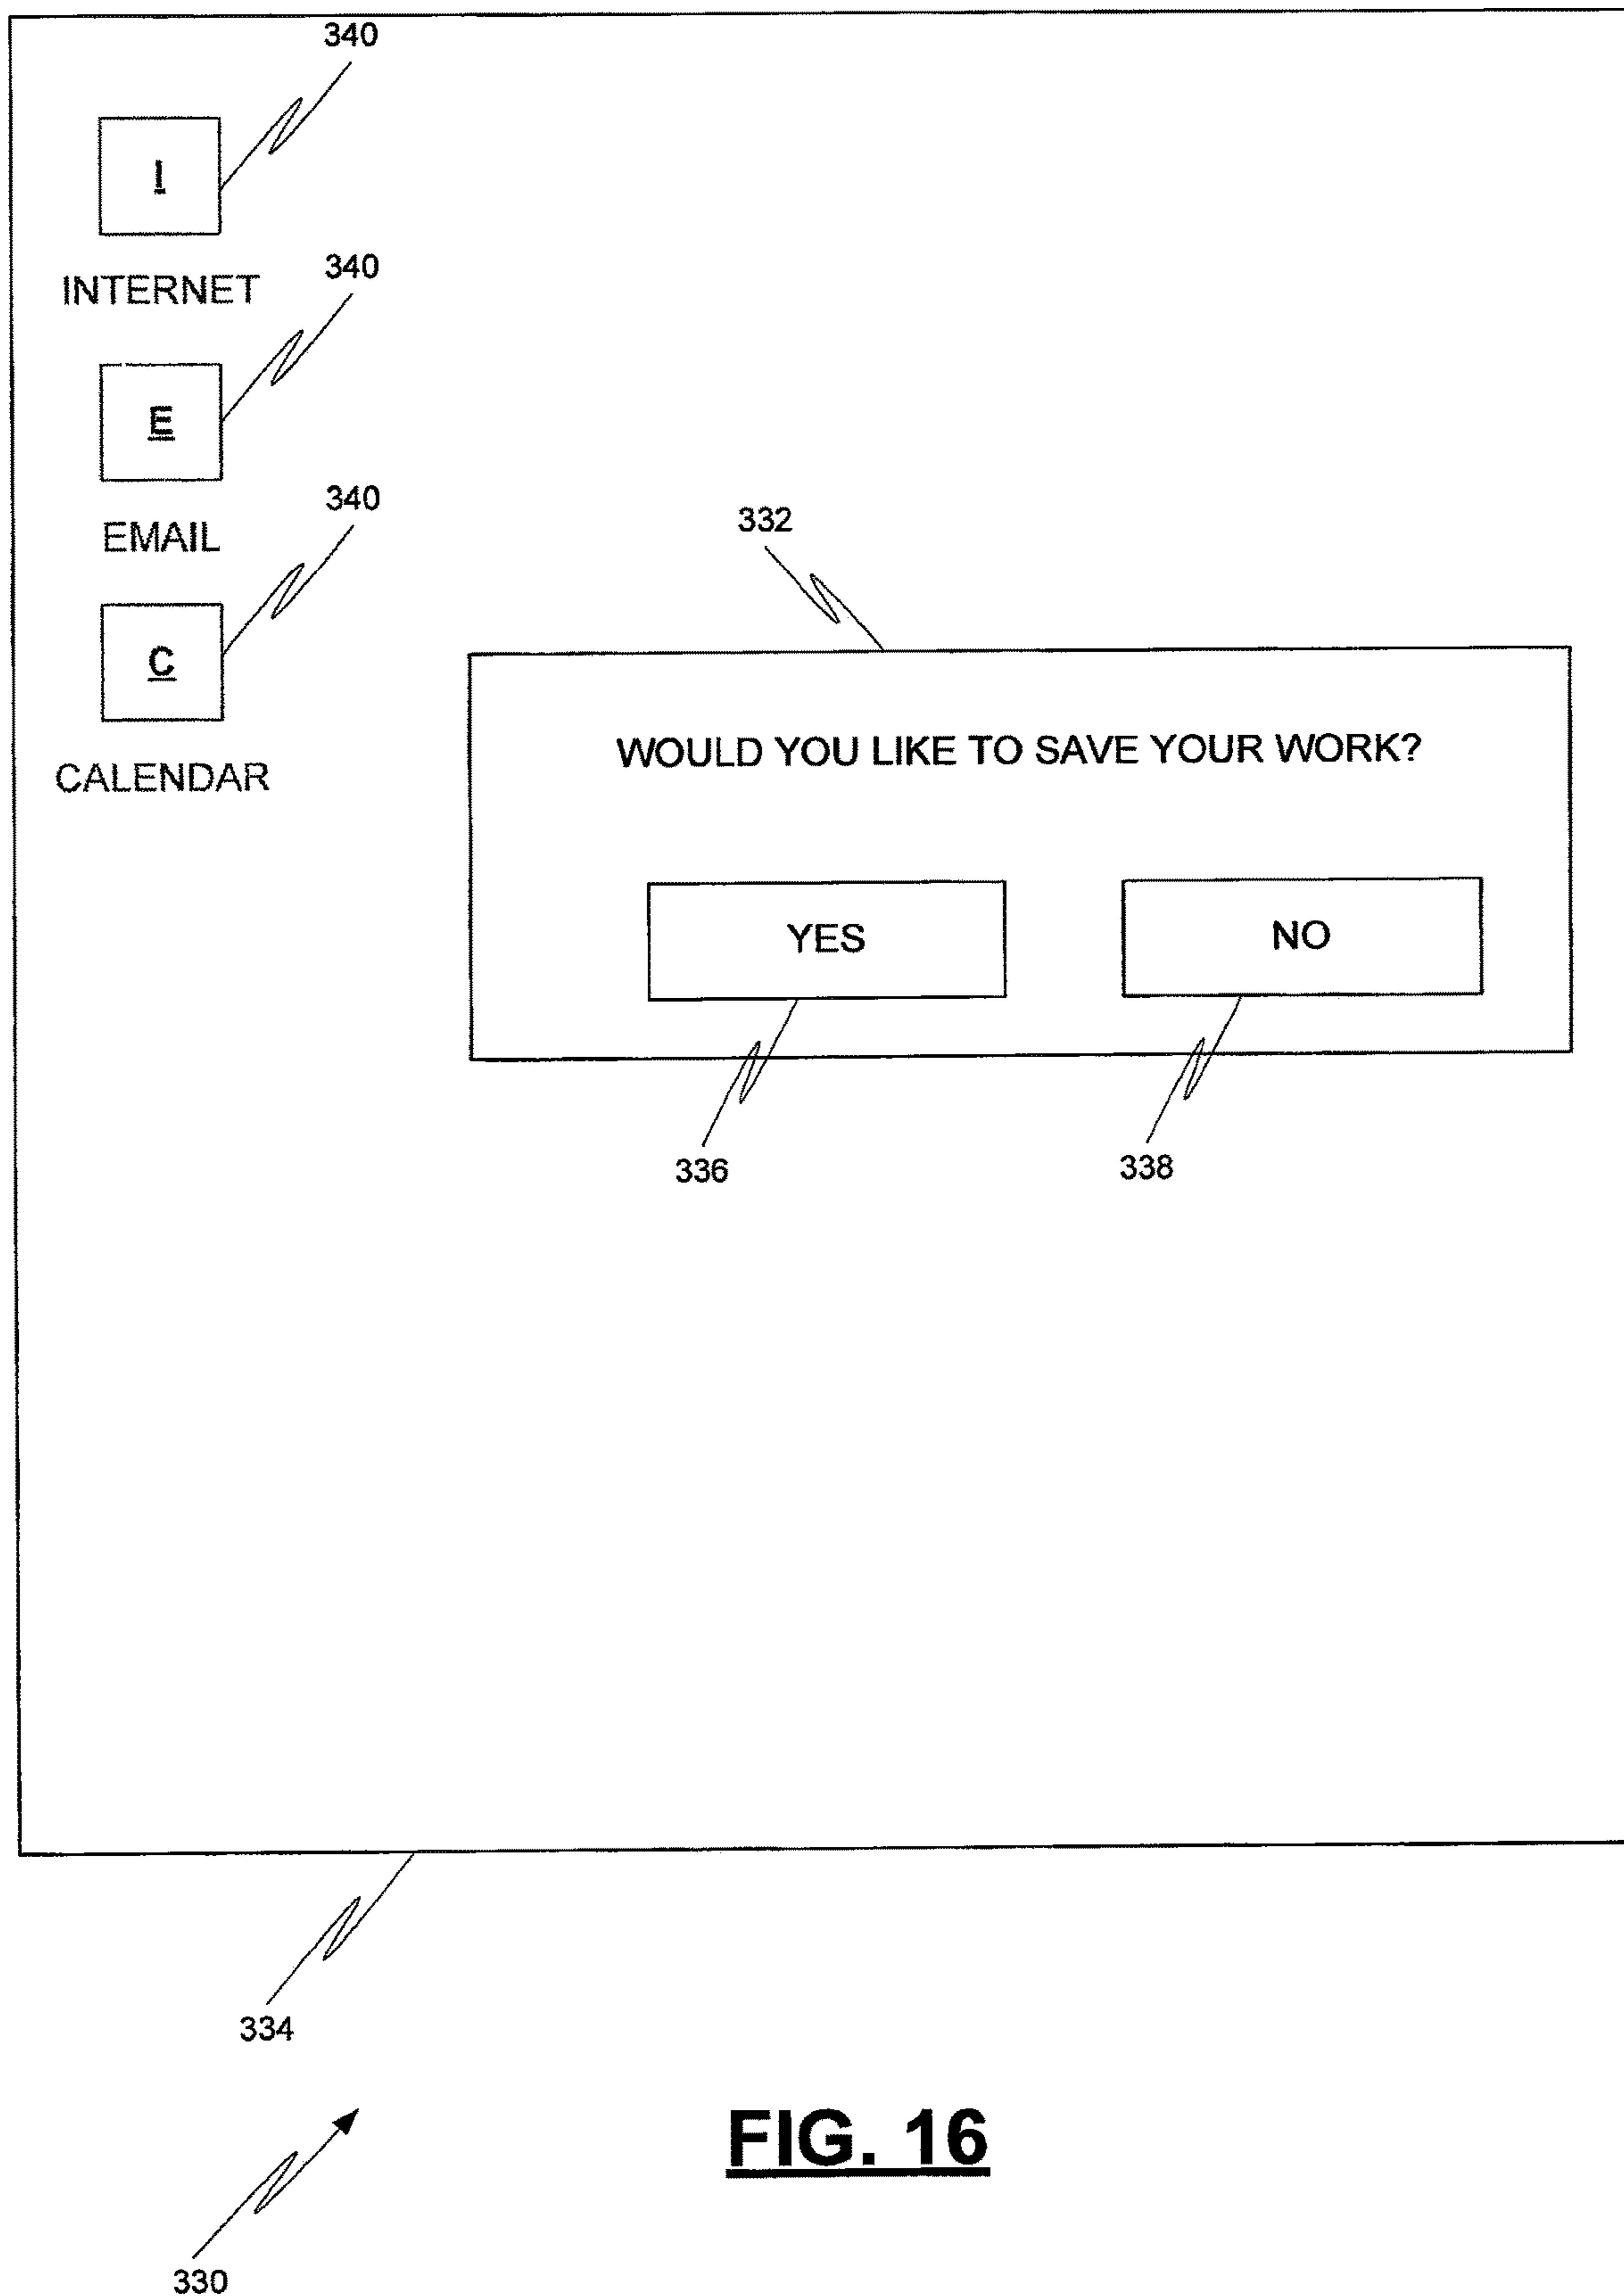 340
I
INTERNET
340
E
EMAIL
340
C
CALENDAR
332
WOULD YOU LIKE TO SAVE YOUR WORK?
YES
NO
336
338
334
FIG. 16
330